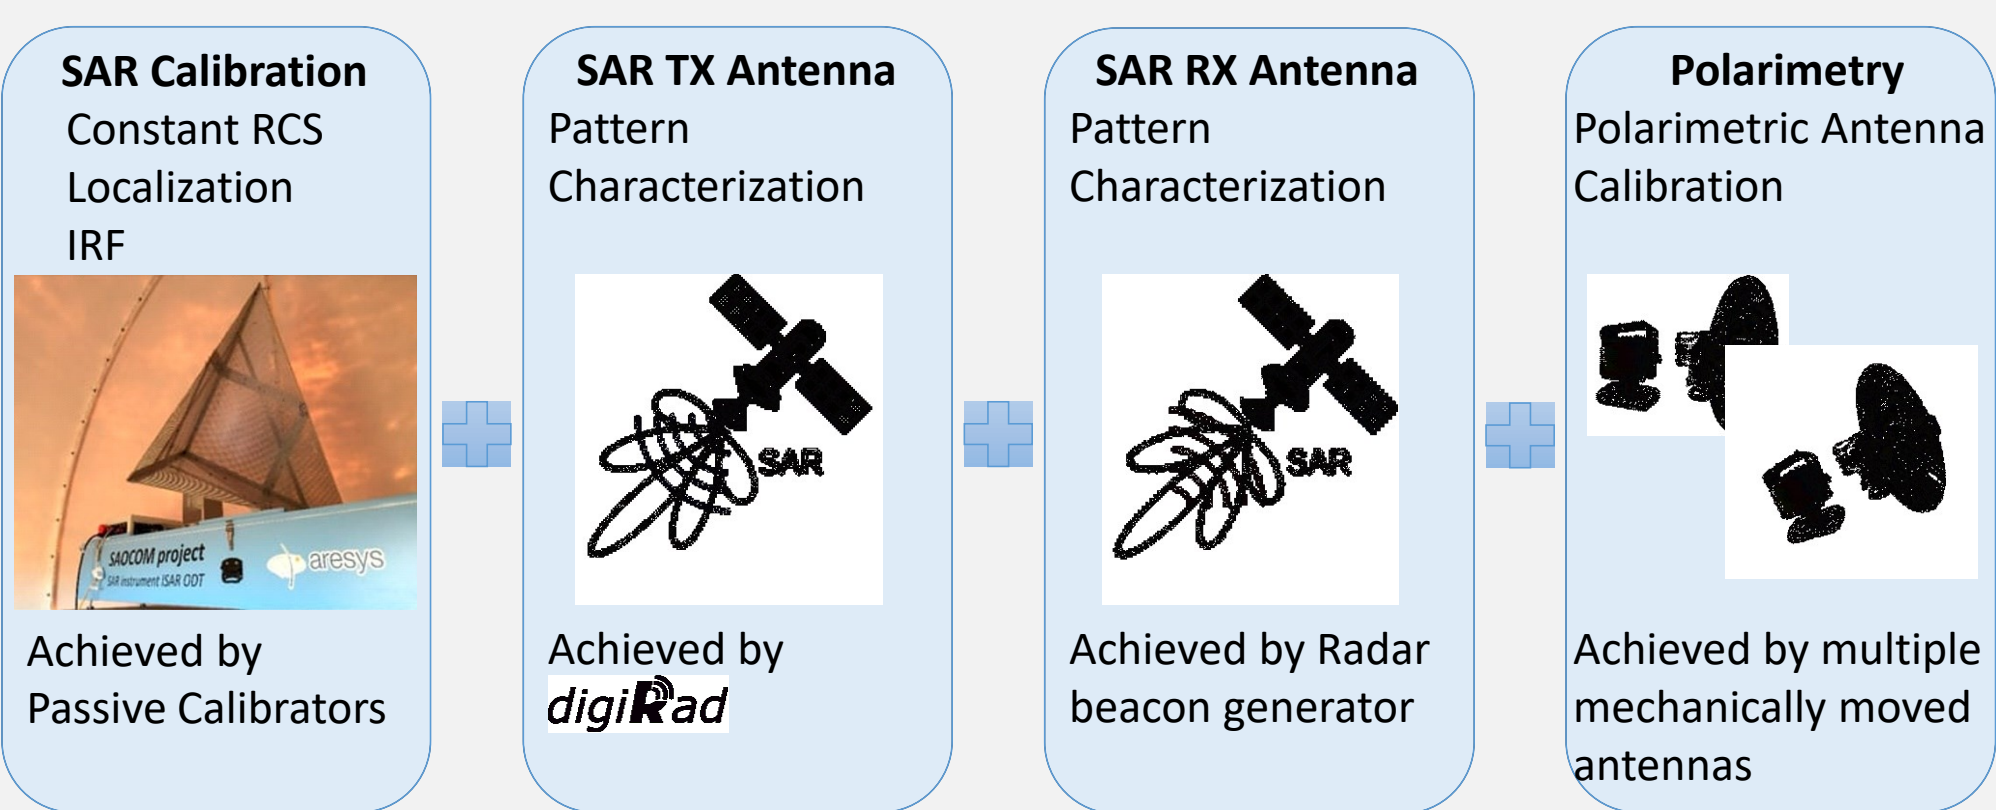 SAR Calibration
Constant RCS
Localization
IRF
SAOCOM project
SAR instrument ISAR ODT
aresys
Achieved by
Passive Calibrators
SAR TX Antenna
Pattern
Characterization
SAR
Achieved by
digiRad
SAR RX Antenna
Pattern
Characterization
SAR
Achieved by Radar
beacon generator
Polarimetry
Polarimetric Antenna
Calibration
Achieved by multiple
mechanically moved
antennas